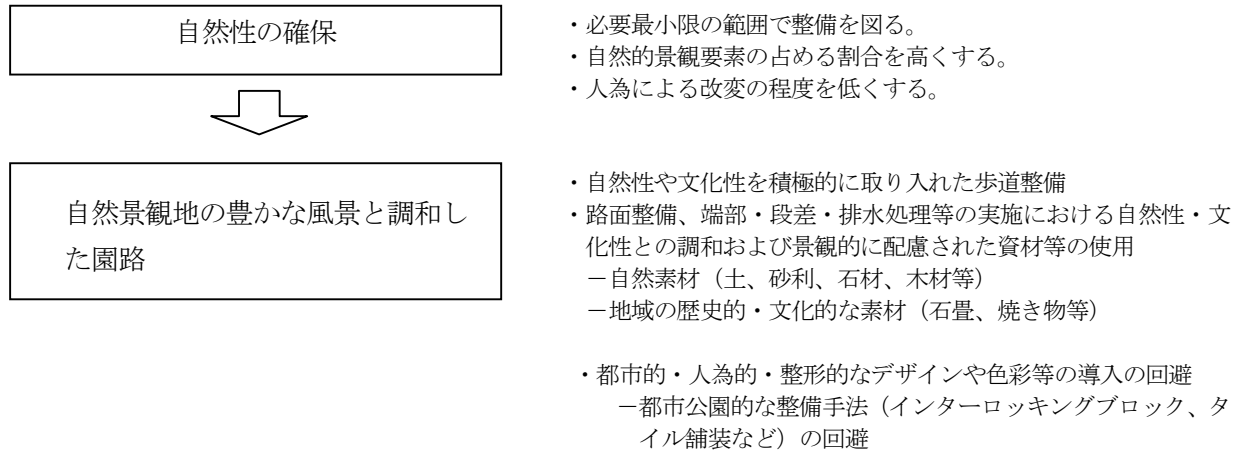 自然性の確保
・必要最小限の範囲で整備を図る。
・自然的景観要素の占める割合を高くする。
・人為による改変の程度を低くする。
自然景観地の豊かな風景と調和し
た園路
・自然性や文化性を積極的に取り入れた歩道整備
・路面整備、端部・段差・排水処理等の実施における自然性・文
化性との調和および景観的に配慮された資材等の使用
－自然素材（土、砂利、石材、木材等）
－地域の歴史的・文化的な素材（石畳、焼き物等）
・都市的・人為的・整形的なデザインや色彩等の導入の回避
－都市公園的な整備手法（インターロッキングブロック、タ
イル舗装など）の回避